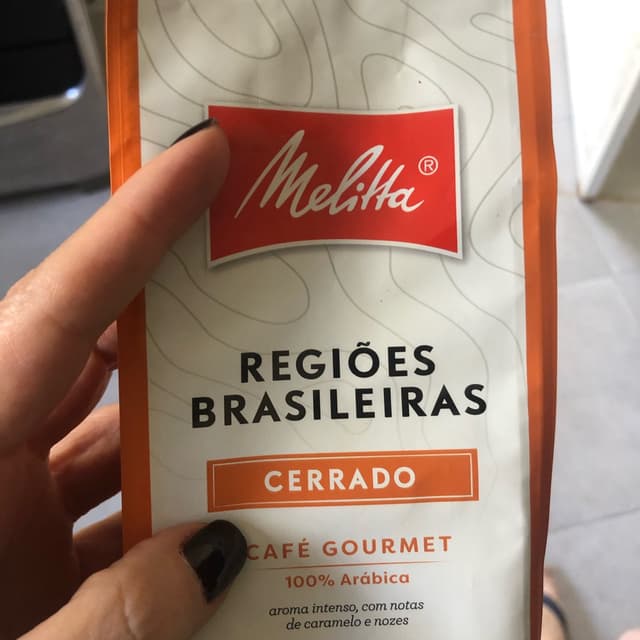 Melitta®
REGIÕES
BRASILEIRAS
CERRADO
CAFÉ GOURMET
100% Arábica
aroma intenso, com notas
de caramelo e nozes